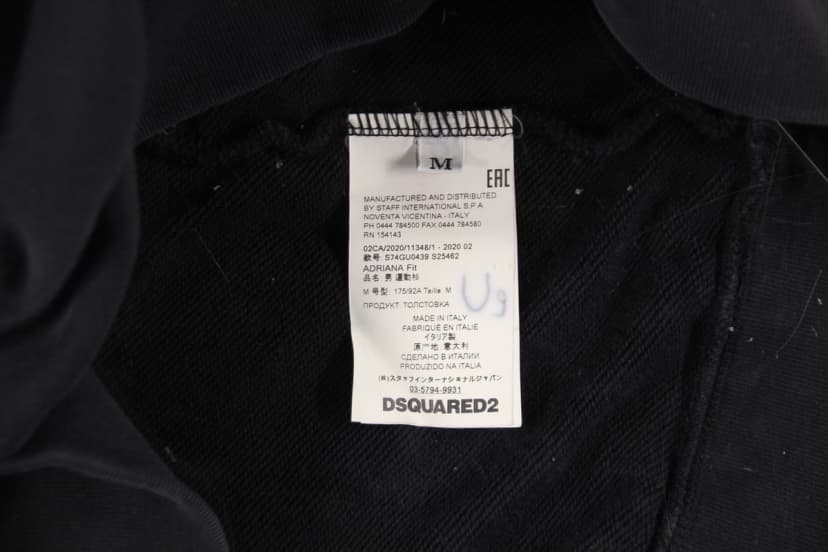 M
EAC
MANUFACTURED AND DISTRIBUTED
BY STAFF INTERNATIONAL S.P.A.
NOVENTA VICENTINA - ITALY
PH 0444 784500 FAX 0444 784580
RN 154143
02CA/2020/11348/1 - 2020 02
款号: S74GU0439 S25462
ADRIANA Fit
品名: 男 運動衫
M 号型: 175/92A Taille: M
Ug
ПРОДУКТ: ТОЛСТОВКА
MADE IN ITALY
FABRIQUÉ EN ITALIE
イタリア製
原产地 意大利
СДЕЛАНО В ИТАЛИИ
PRODUZIDO NA ITALIA
(株)スタッフインターナショナルジャパン
03-5794-9931
DSQUARED2